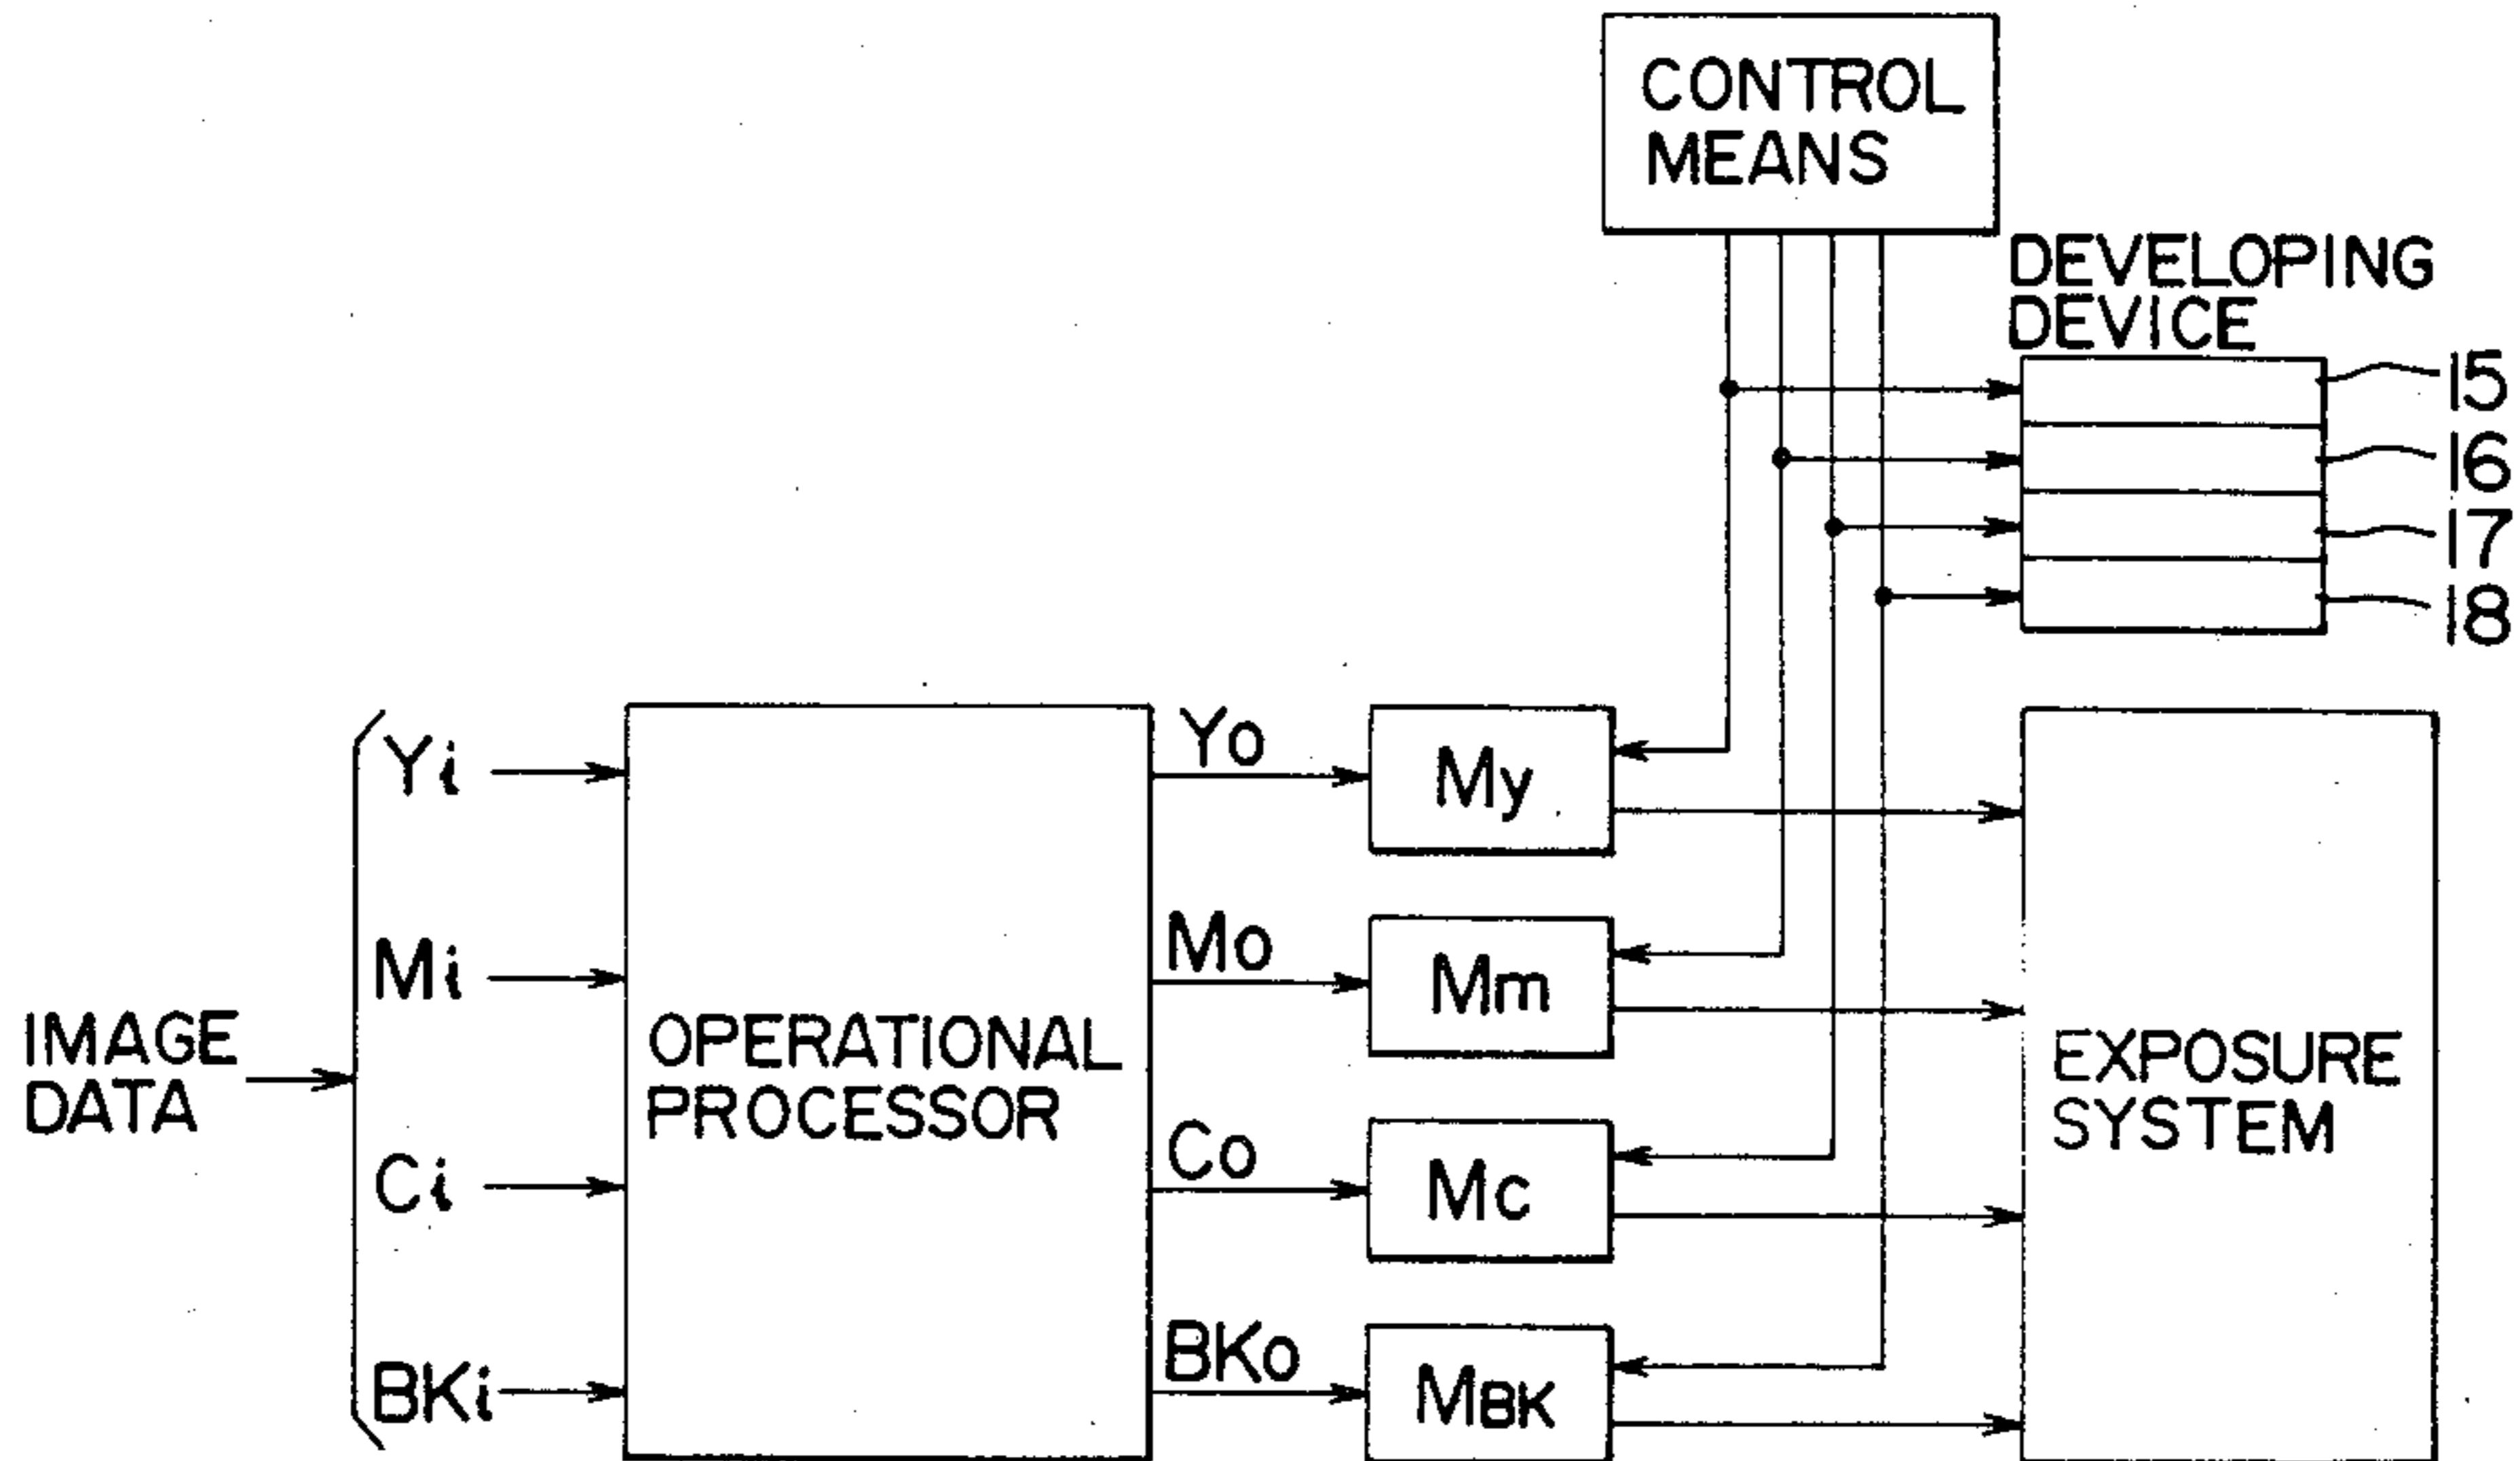 CONTROL
MEANS
DEVELOPING
DEVICE
15
16
17
18
Yi
Yo
My
Mi
Mo
Mm
IMAGE
DATA
OPERATIONAL
PROCESSOR
EXPOSURE
SYSTEM
Ci
Co
Mc
BKi
BKo
MBK